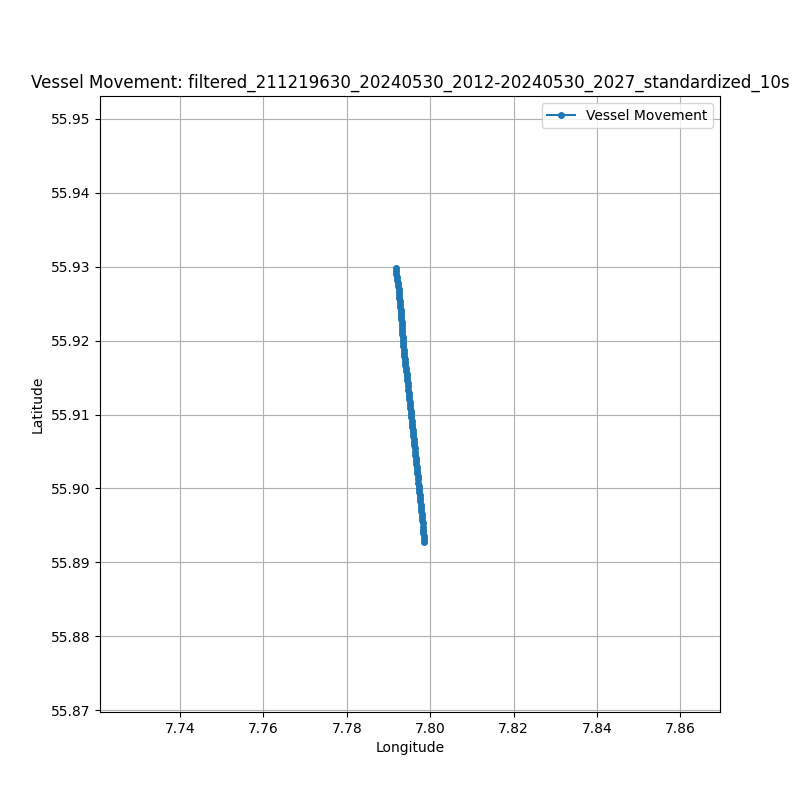 Vessel Movement: filtered_211219630_20240530_2012-20240530_2027_standardized_10s
Vessel Movement
55.95
55.94
55.93
55.92
55.91
55.90
55.89
55.88
55.87
Latitude
7.74 7.76 7.78 7.80 7.82 7.84 7.86
Longitude